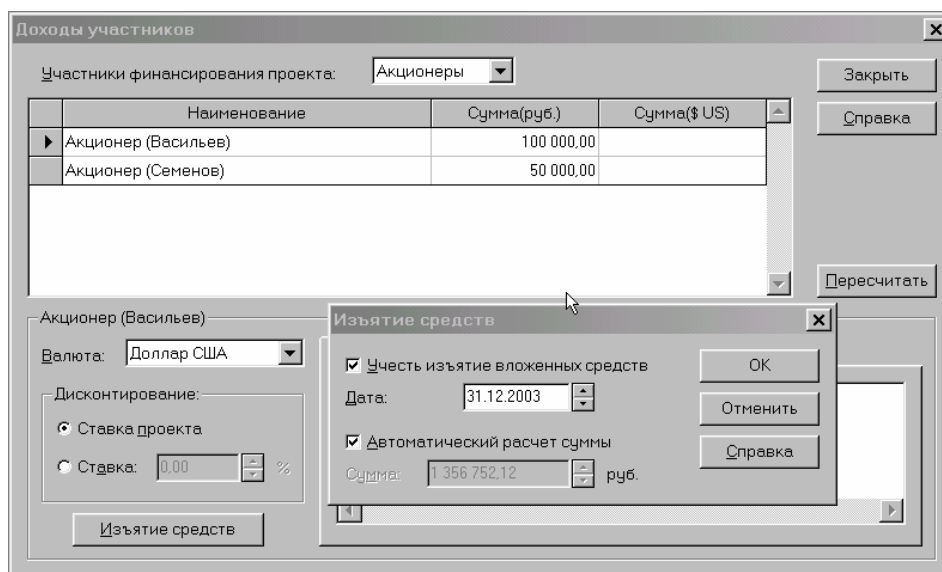 Доходы участников
Участники финансирования проекта: Акционеры
Закрыть
Наименование Сумма(руб.) Сумма($ US)
Справка
Акционер (Васильев) 100 000,00
Акционер (Семенов) 50 000,00
Пересчитать
Акционер (Васильев)
Валюта: Доллар США
Дисконтирование:
Ставка проекта
Ставка: 0,00 %
Изъятие средств
Изъятие средств
Учесть изъятие вложенных средств
OK
Дата: 31.12.2003
Отменить
Автоматический расчет суммы
Справка
Сумма: 1 356 752,12 руб.